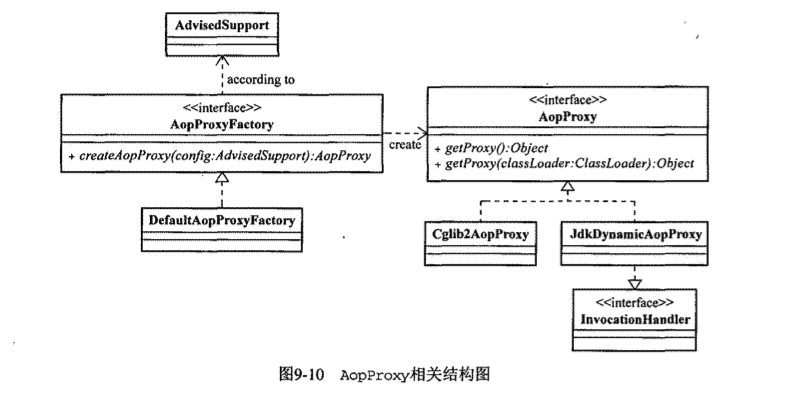 AdvisedSupport
according to
<<interface>>
AopProxyFactory
+ createAopProxy(config:AdvisedSupport):AopProxy
create
<<interface>>
AopProxy
+ getProxy():Object
+ getProxy(classLoader:ClassLoader):Object
DefaultAopProxyFactory
Cglib2AopProxy
JdkDynamicAopProxy
<<interface>>
InvocationHandler
图9-10 AopProxy相关结构图